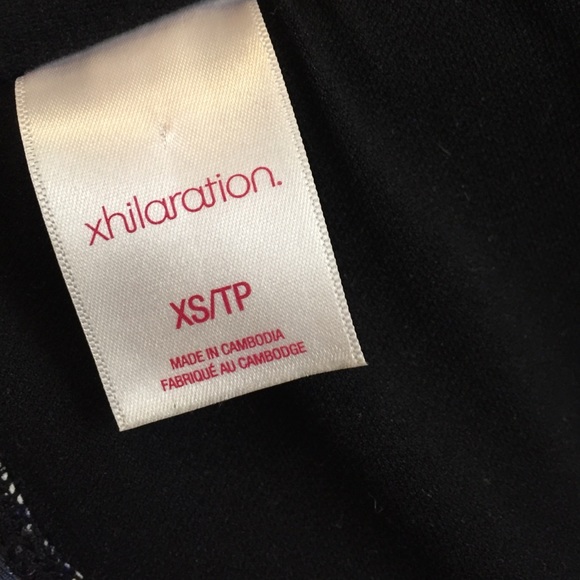 xhilaration.
XS/TP
MADE IN CAMBODIA
FABRIQUÉ AU CAMBODGE